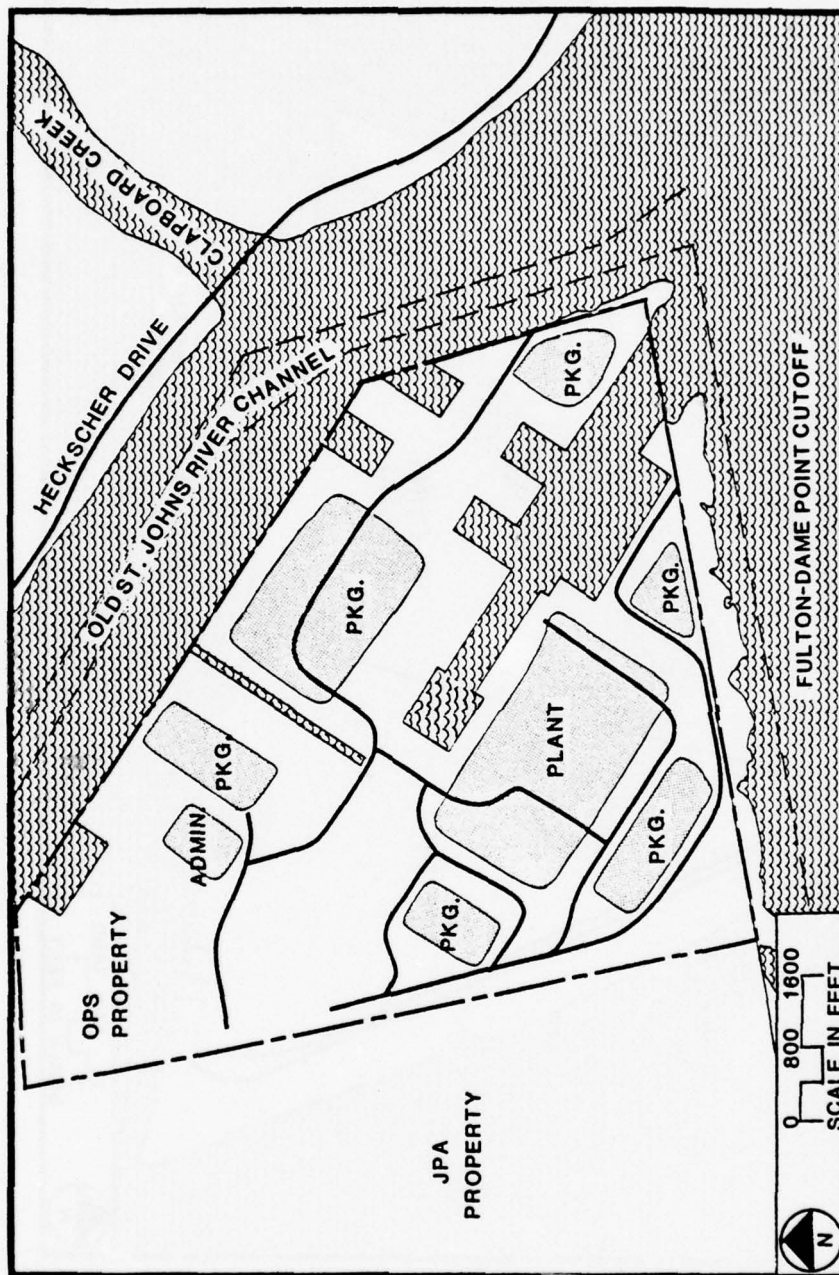 CLAPBOARD CREEK
HECKSCHER DRIVE
OLD ST. JOHNS RIVER CHANNEL
OPS
PROPERTY
ADMIN.
PKG.
PKG.
PKG.
JPA
PROPERTY
PKG.
PLANT
PKG.
PKG.
FULTON-DAME POINT CUTOFF
N
0 800 1600
SCALE IN FEET